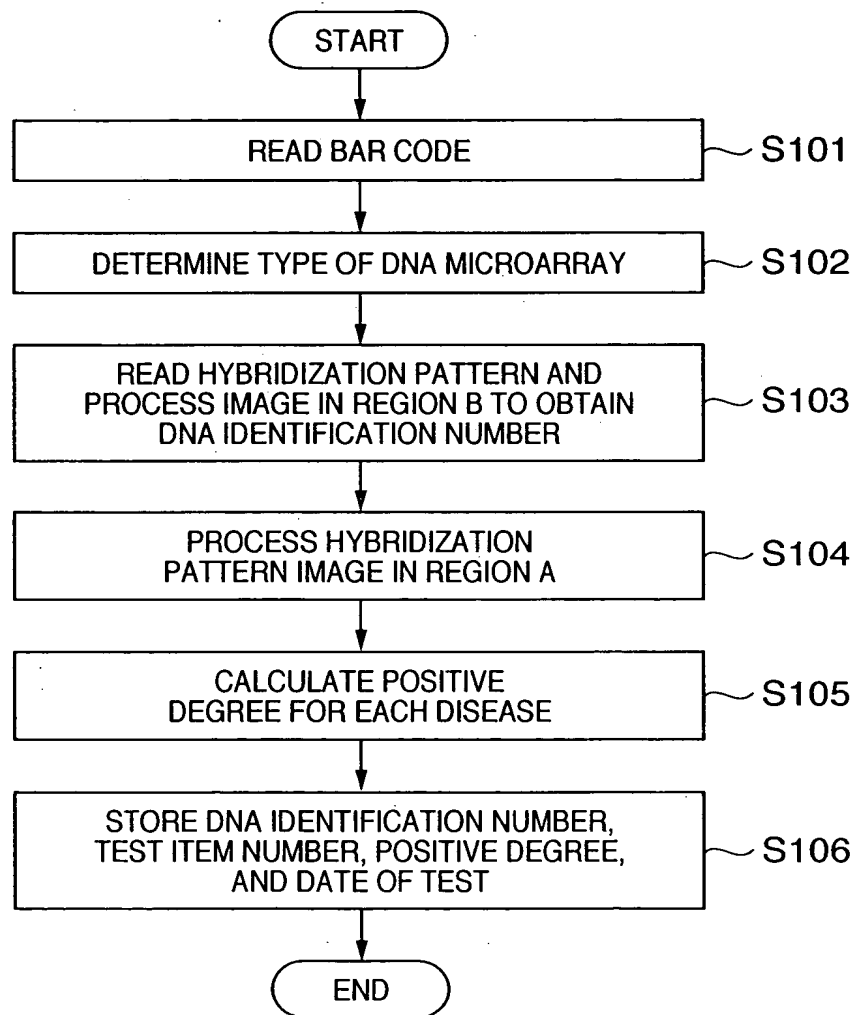 START
READ BAR CODE
S101
DETERMINE TYPE OF DNA MICROARRAY
S102
READ HYBRIDIZATION PATTERN AND
PROCESS IMAGE IN REGION B TO OBTAIN
DNA IDENTIFICATION NUMBER
S103
PROCESS HYBRIDIZATION
PATTERN IMAGE IN REGION A
S104
CALCULATE POSITIVE
DEGREE FOR EACH DISEASE
S105
STORE DNA IDENTIFICATION NUMBER,
TEST ITEM NUMBER, POSITIVE DEGREE,
AND DATE OF TEST
S106
END